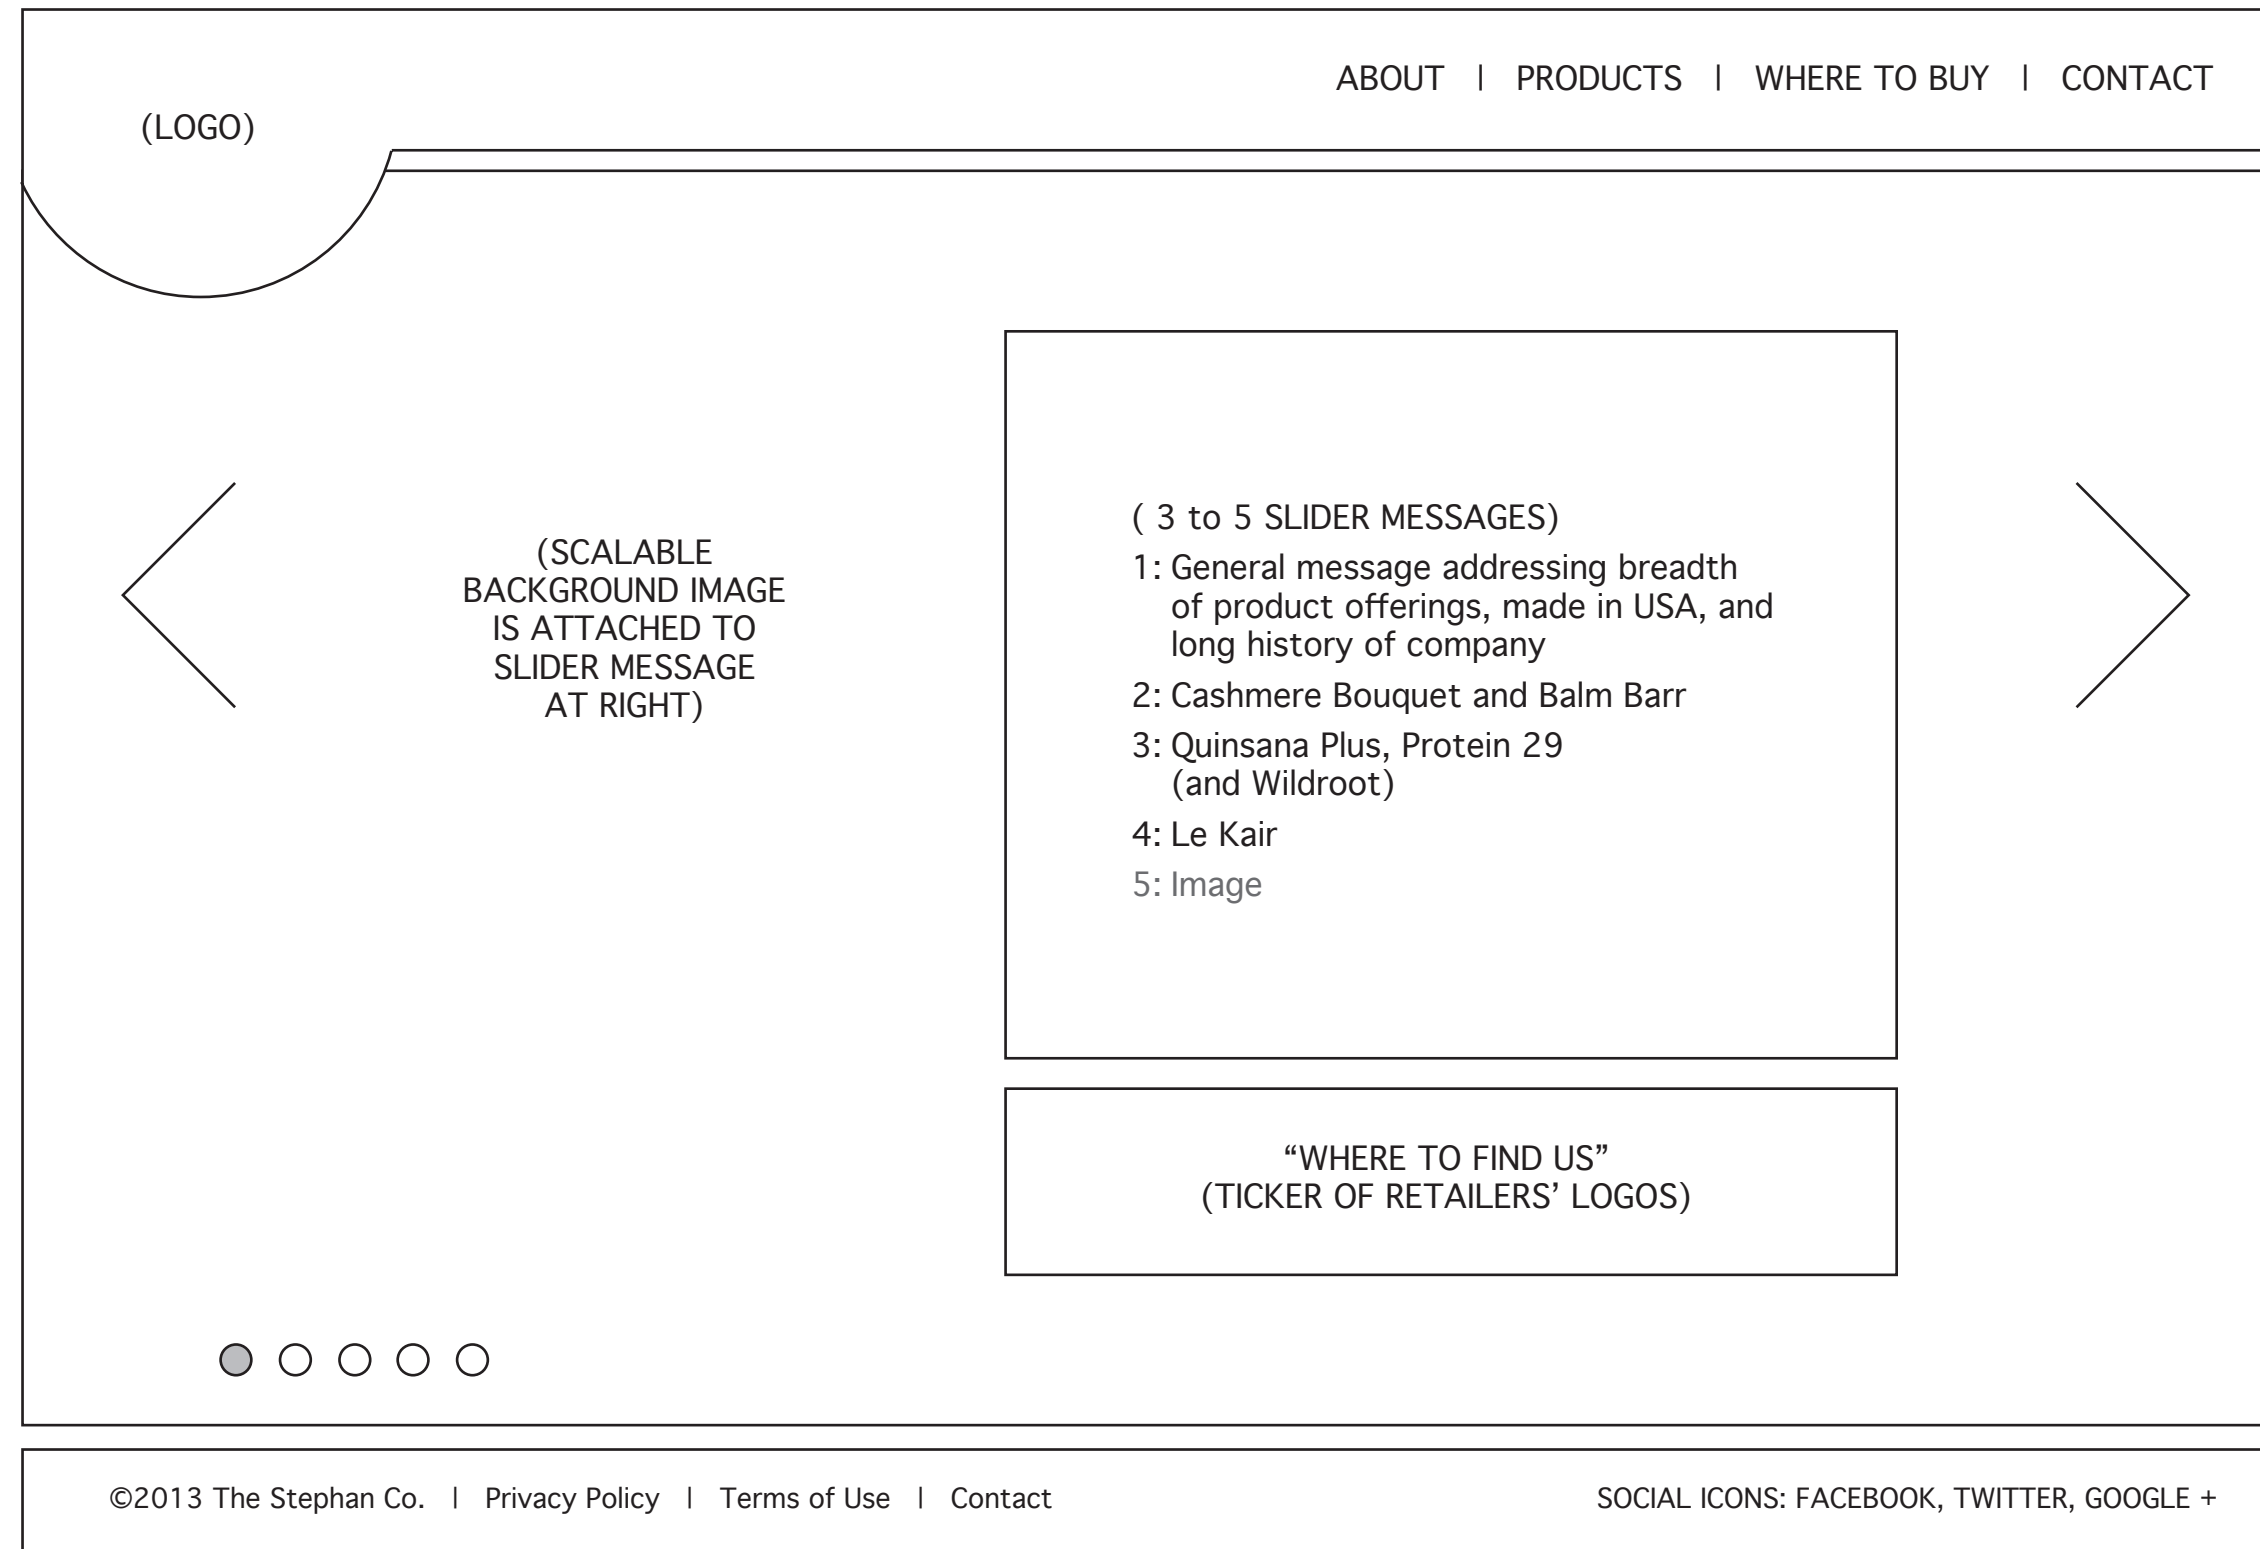 ABOUT | PRODUCTS | WHERE TO BUY | CONTACT
(LOGO)
(SCALABLE
BACKGROUND IMAGE
IS ATTACHED TO
SLIDER MESSAGE
AT RIGHT)
( 3 to 5 SLIDER MESSAGES)
1: General message addressing breadth
of product offerings, made in USA, and
long history of company
2: Cashmere Bouquet and Balm Barr
3: Quinsana Plus, Protein 29
(and Wildroot)
4: Le Kair
5: Image
“WHERE TO FIND US”
(TICKER OF RETAILERS’ LOGOS)
©2013 The Stephan Co. | Privacy Policy | Terms of Use | Contact
SOCIAL ICONS: FACEBOOK, TWITTER, GOOGLE +